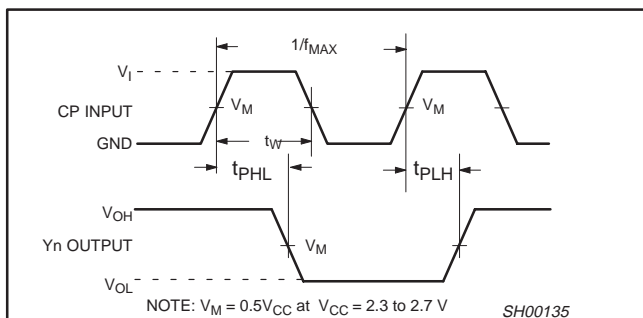 1/fMAX
VI
CP INPUT
VM
VM
GND
tW
tPHL
tPLH
VOH
Yn OUTPUT
VM
VOL
NOTE: VM = 0.5VCC at VCC = 2.3 to 2.7 V
SH00135